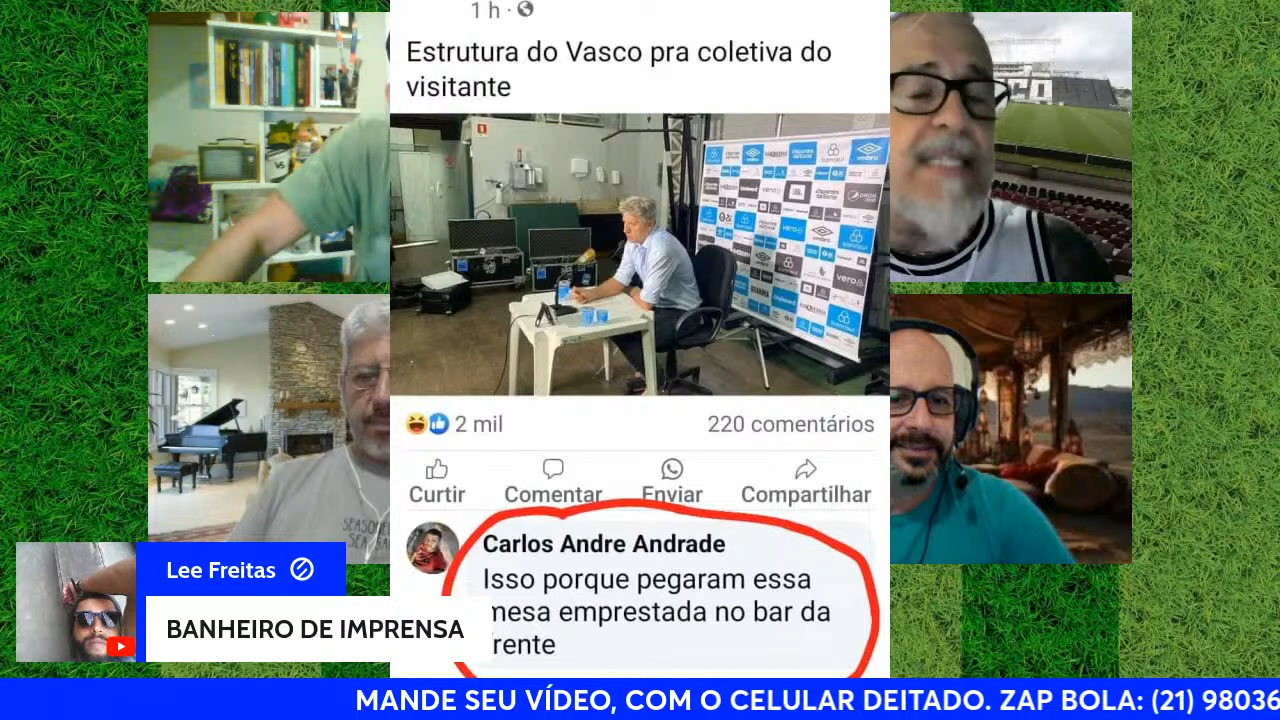 1 h ·
Estrutura do Vasco pra coletiva do
visitante
2 mil
220 comentários
Curtir
Comentar
Enviar
Compartilhar
Carlos Andre Andrade
Isso porque pegaram essa
mesa emprestada no bar da
frente
Lee Freitas
BANHEIRO DE IMPRENSA
MANDE SEU VÍDEO, COM O CELULAR DEITADO. ZAP BOLA: (21) 98036